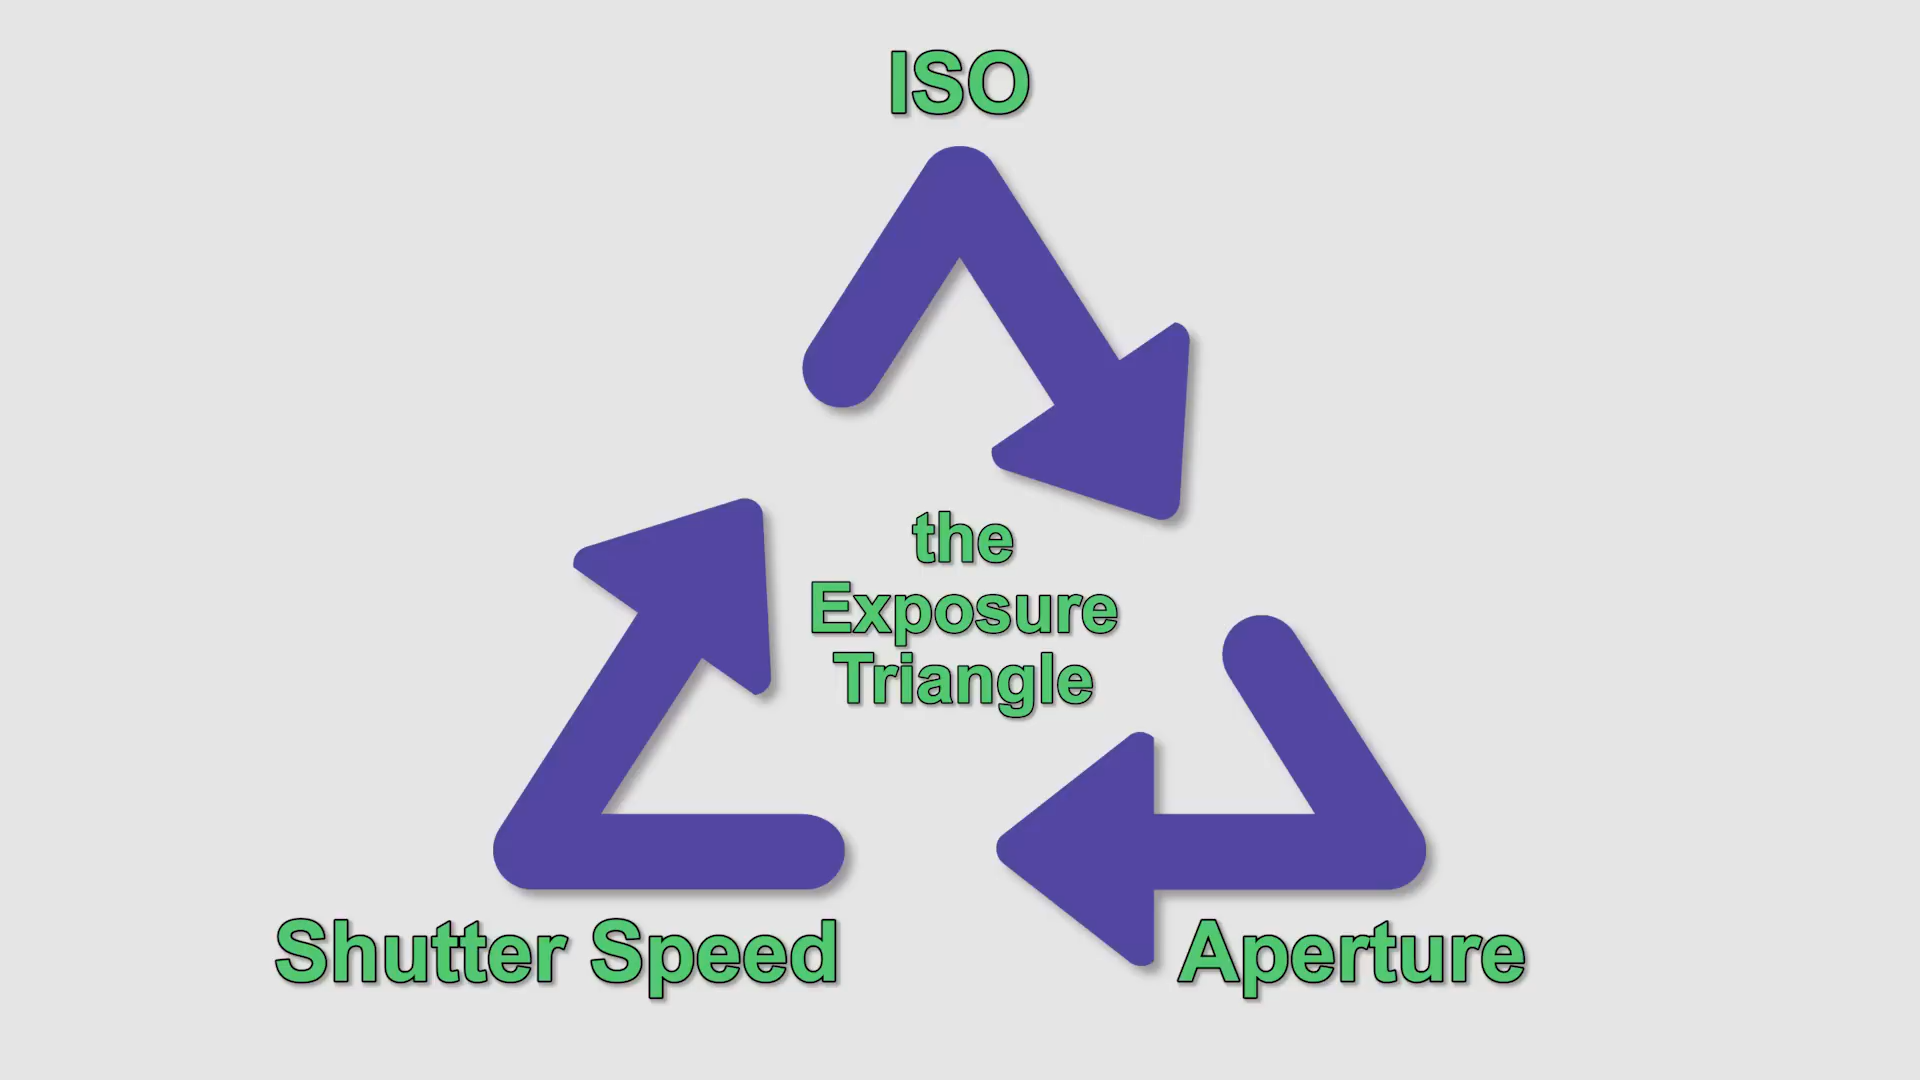 ISO
the
Exposure
Triangle
Shutter Speed
Aperture